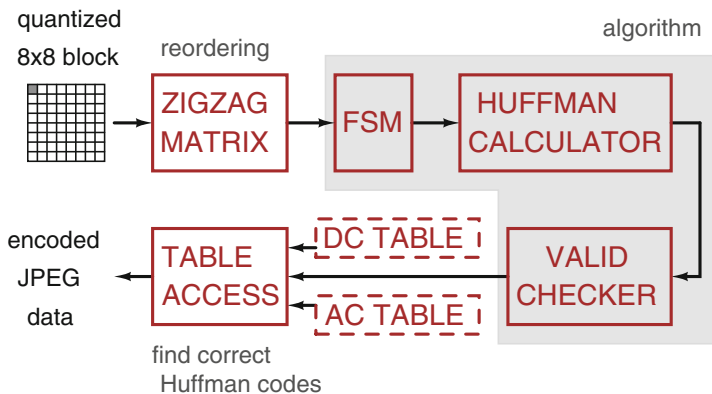 quantized
8x8 block
reordering
algorithm
ZIGZAG
MATRIX
FSM
HUFFMAN
CALCULATOR
encoded
JPEG
data
TABLE
ACCESS
DC TABLE
AC TABLE
VALID
CHECKER
find correct
Huffman codes